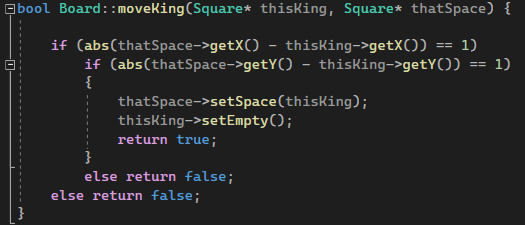 bool Board::moveKing(Square* thisKing, Square* thatSpace) {
if (abs(thatSpace->getX() - thisKing->getX()) == 1)
if (abs(thatSpace->getY() - thisKing->getY()) == 1)
{
thatSpace->setSpace(thisKing);
thisKing->setEmpty();
return true;
}
else return false;
else return false;
}